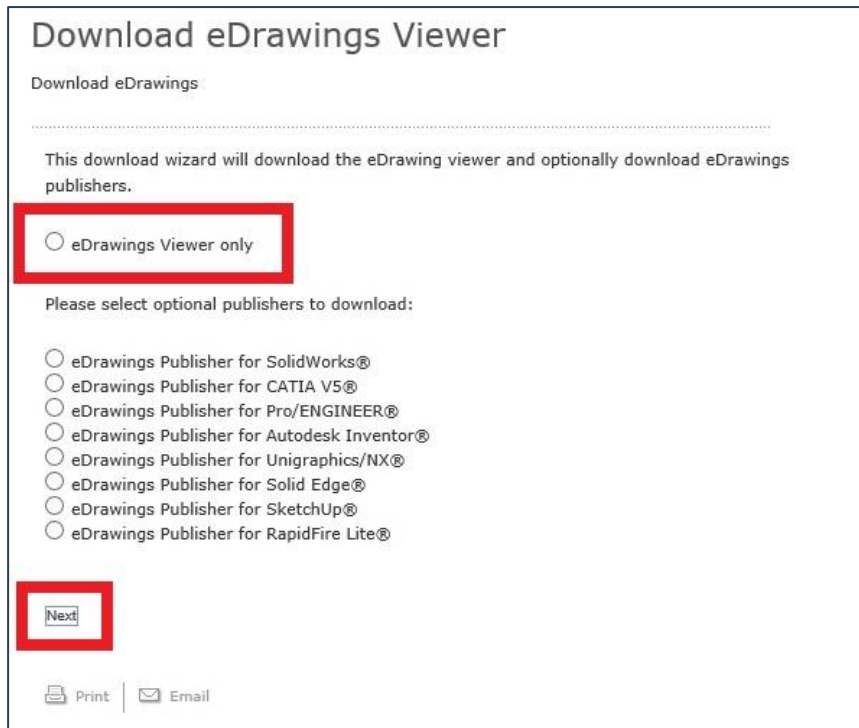 Download eDrawings Viewer
Download eDrawings
This download wizard will download the eDrawing viewer and optionally download eDrawings
publishers.
eDrawings Viewer only
Please select optional publishers to download:
eDrawings Publisher for SolidWorks®
eDrawings Publisher for CATIA V5®
eDrawings Publisher for Pro/ENGINEER®
eDrawings Publisher for Autodesk Inventor®
eDrawings Publisher for Unigraphics/NX®
eDrawings Publisher for Solid Edge®
eDrawings Publisher for SketchUp®
eDrawings Publisher for RapidFire Lite®
Next
Print Email